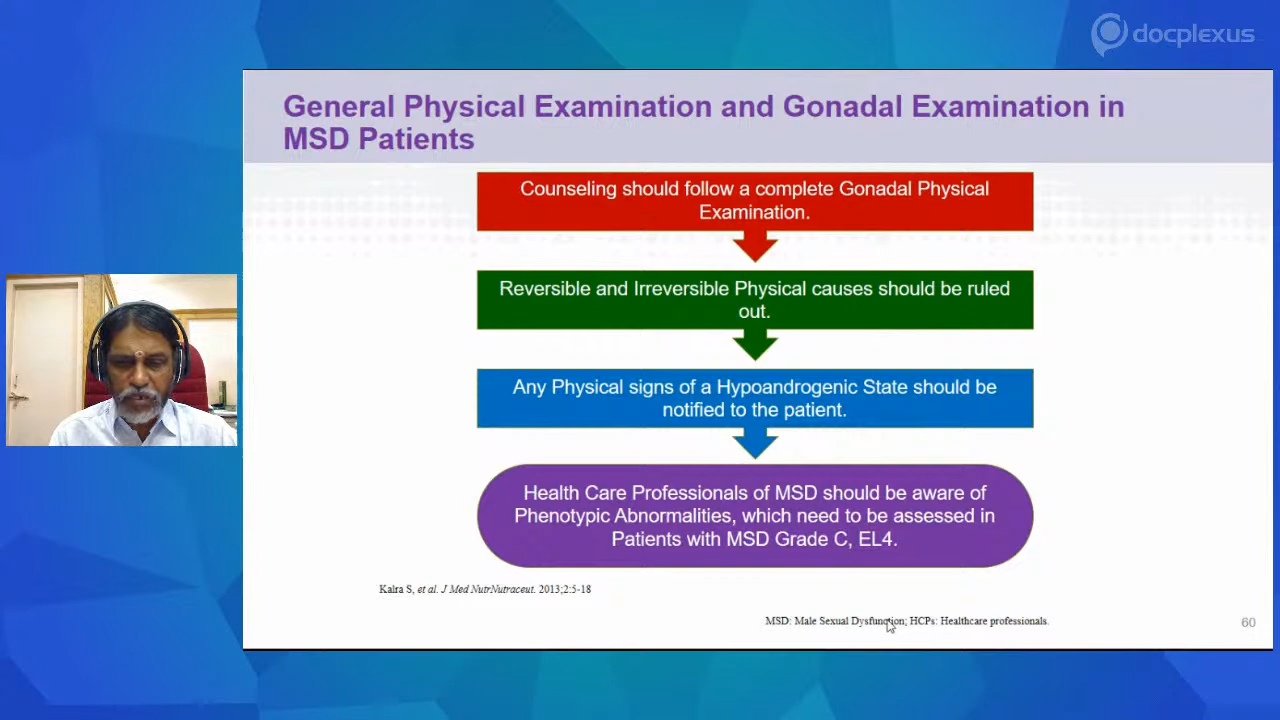 docplexus
General Physical Examination and Gonadal Examination in
MSD Patients
Counseling should follow a complete Gonadal Physical
Examination.
Reversible and Irreversible Physical causes should be ruled
out.
Any Physical signs of a Hypoandrogenic State should be
notified to the patient.
Health Care Professionals of MSD should be aware of
Phenotypic Abnormalities, which need to be assessed in
Patients with MSD Grade C, EL4.
Kalra S, et al. J Med NutrNutraceut. 2013;2:5-18
MSD: Male Sexual Dysfunction; HCPs: Healthcare professionals.
60